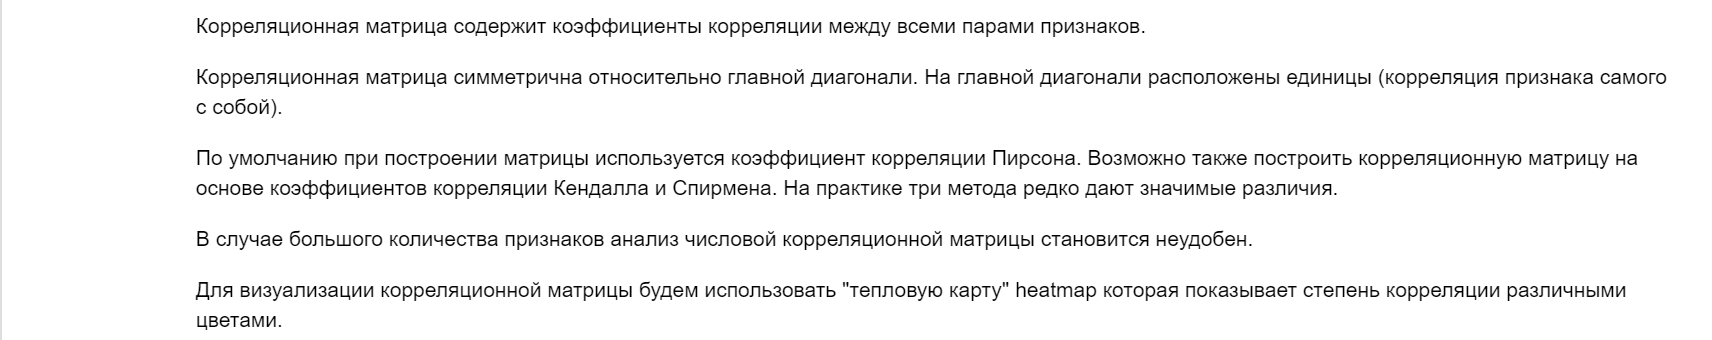 Корреляционная матрица содержит коэффициенты корреляции между всеми парами признаков.
Корреляционная матрица симметрична относительно главной диагонали. На главной диагонали расположены единицы (корреляция признака самого
с собой).
По умолчанию при построении матрицы используется коэффициент корреляции Пирсона. Возможно также построить корреляционную матрицу на
основе коэффициентов корреляции Кендалла и Спирмена. На практике три метода редко дают значимые различия.
В случае большого количества признаков анализ числовой корреляционной матрицы становится неудобен.
Для визуализации корреляционной матрицы будем использовать "тепловую карту" heatmap которая показывает степень корреляции различными
цветами.